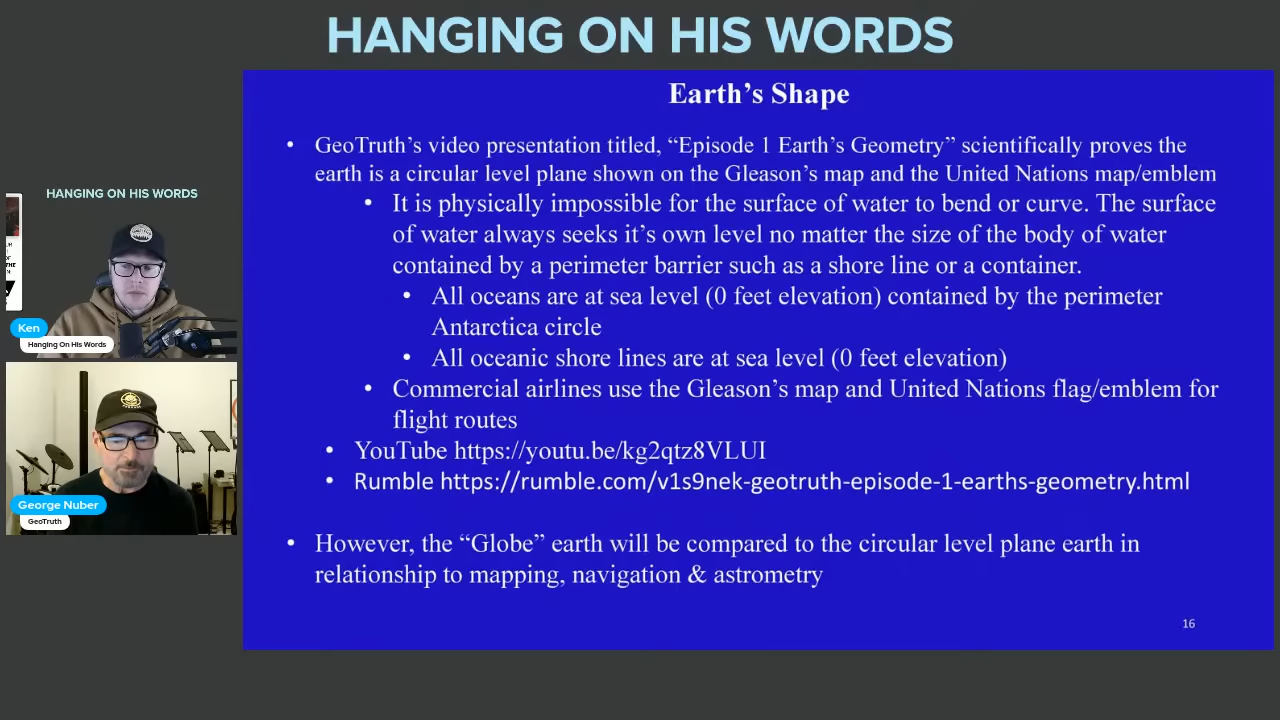 HANGING ON HIS WORDS
Earth's Shape
• GeoTruth's video presentation titled, “Episode 1 Earth's Geometry” scientifically proves the
earth is a circular level plane shown on the Gleason's map and the United Nations map/emblem
• It is physically impossible for the surface of water to bend or curve. The surface
of water always seeks it's own level no matter the size of the body of water
contained by a perimeter barrier such as a shore line or a container.
• All oceans are at sea level (0 feet elevation) contained by the perimeter
Antarctica circle
• All oceanic shore lines are at sea level (0 feet elevation)
• Commercial airlines use the Gleason's map and United Nations flag/emblem for
flight routes
• YouTube https://youtu.be/kg2qtz8VLUI
• Rumble https://rumble.com/v1s9nek-geotruth-episode-1-earths-geometry.html
• However, the “Globe” earth will be compared to the circular level plane earth in
relationship to mapping, navigation & astrometry
16
HANGING ON HIS WORDS
Ken
Hanging On His Words
George Nuber
GeoTruth